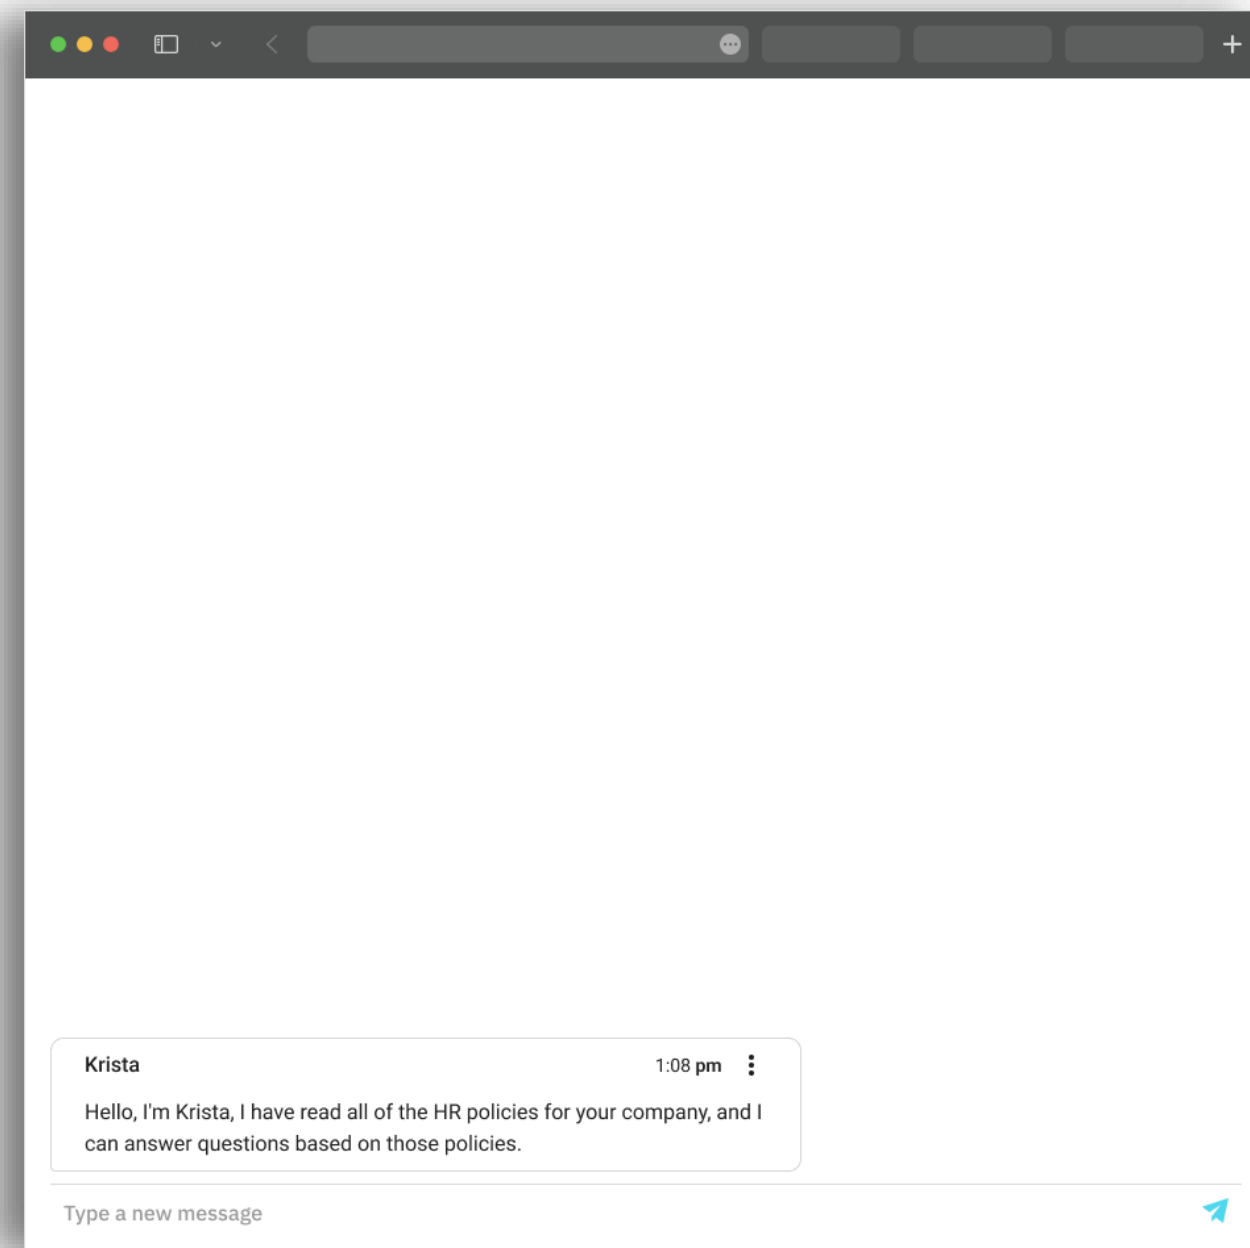 Krista 1:08 pm
Hello, I'm Krista, I have read all of the HR policies for your company, and I
can answer questions based on those policies.
Type a new message